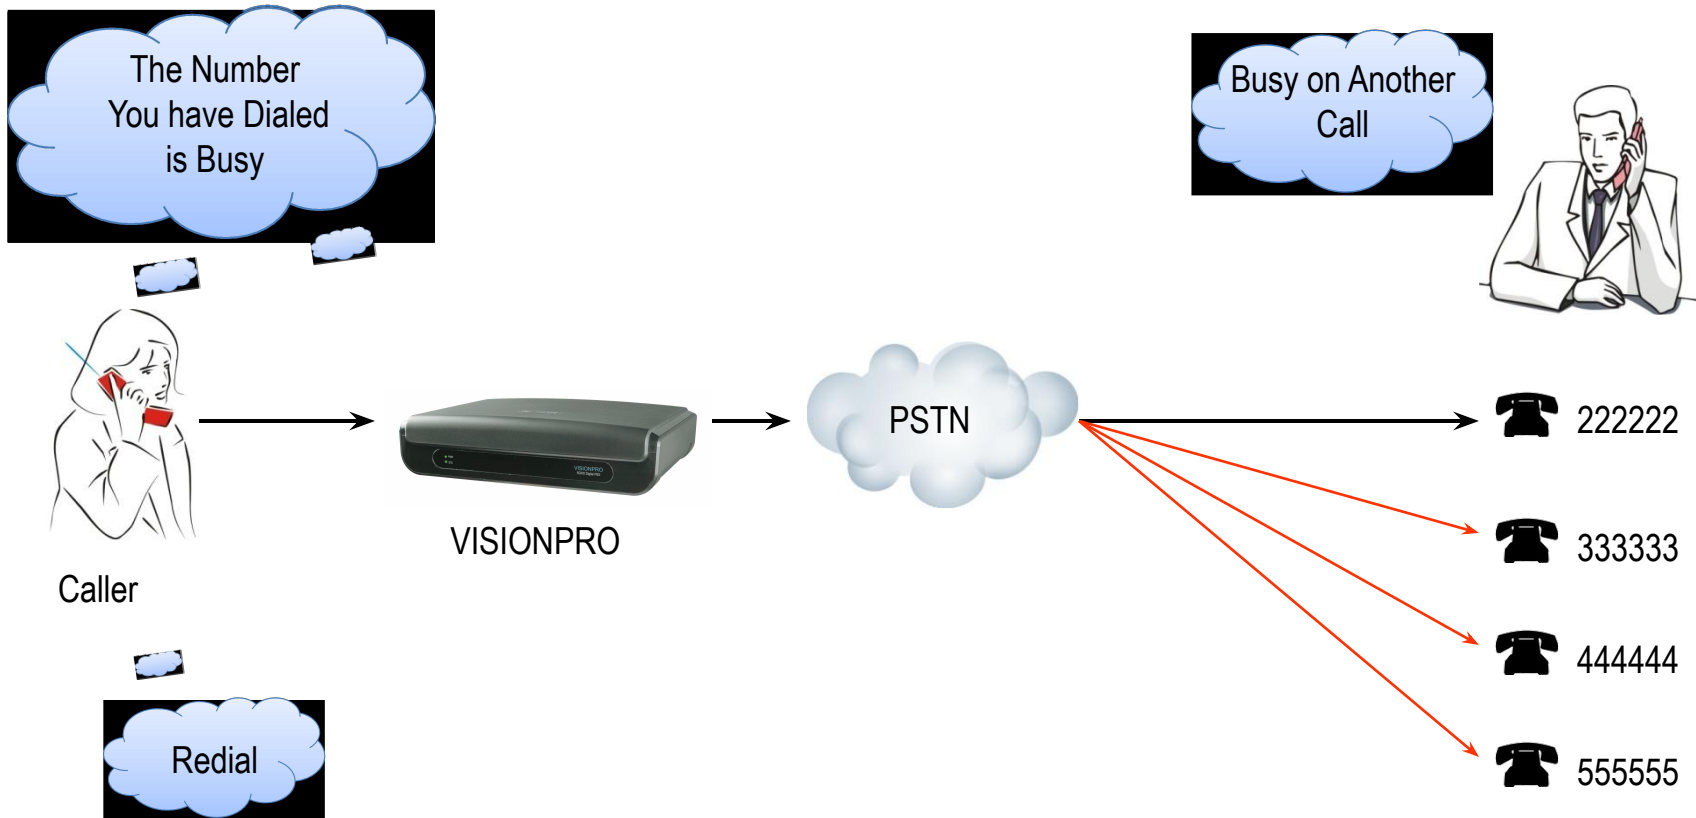 The Number
You have Dialed
is Busy
Busy on Another
Call
PSTN
222222
VISIONPRO
VISIONPRO
333333
Caller
444444
Redial
555555